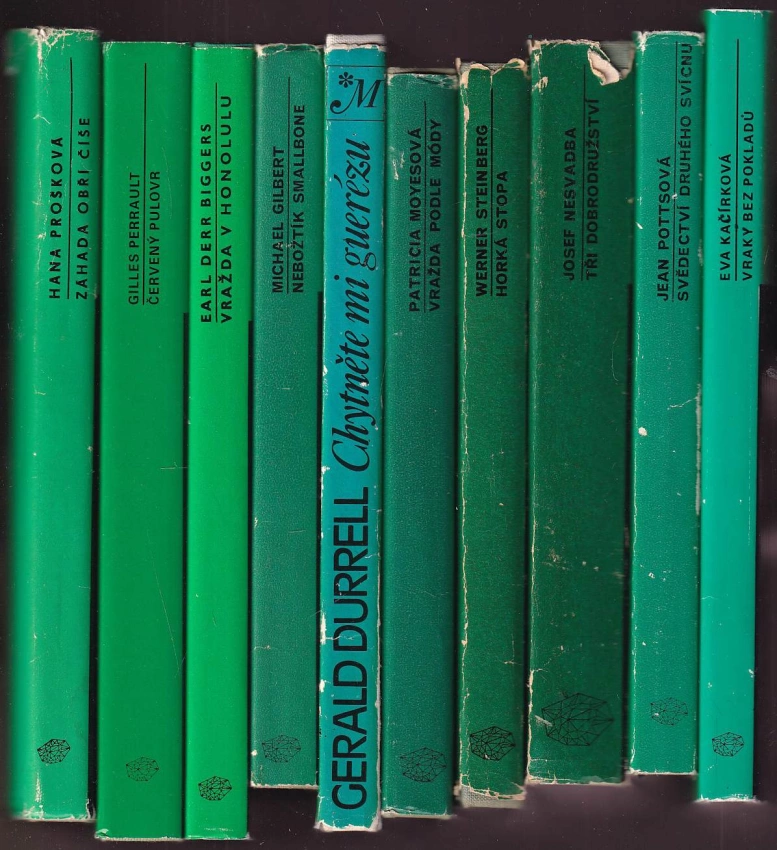 HANA PROŠKOVÁ
ZÁHADA OBŘÍ ČÍŠE
GILLES PERRAULT
ČERVENÝ PULOVR
EARL DERR BIGGERS
VRAŽDA V HONOLULU
MICHAEL GILBERT
NEBOŽTÍK SMALLBONE
*M
GERALD DURRELL Chytněte mi guerézu
PATRICIA MOYESOVÁ
VRAŽDA PODLE MÓDY
WERNER STEINBERG
HORKÁ STOPA
JOSEF NESVADBA
TŘI DOBRODRUŽSTVÍ
JEAN POTTSOVÁ
SVĚDECTVÍ DRUHÉHO SVÍCNU
EVA KAČÍRKOVÁ
VRAKY BEZ POKLADŮ